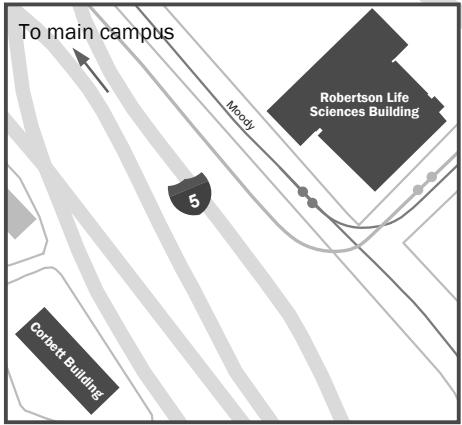 To main campus
Robertson Life
Sciences Building
Moody
5
Corbett Building